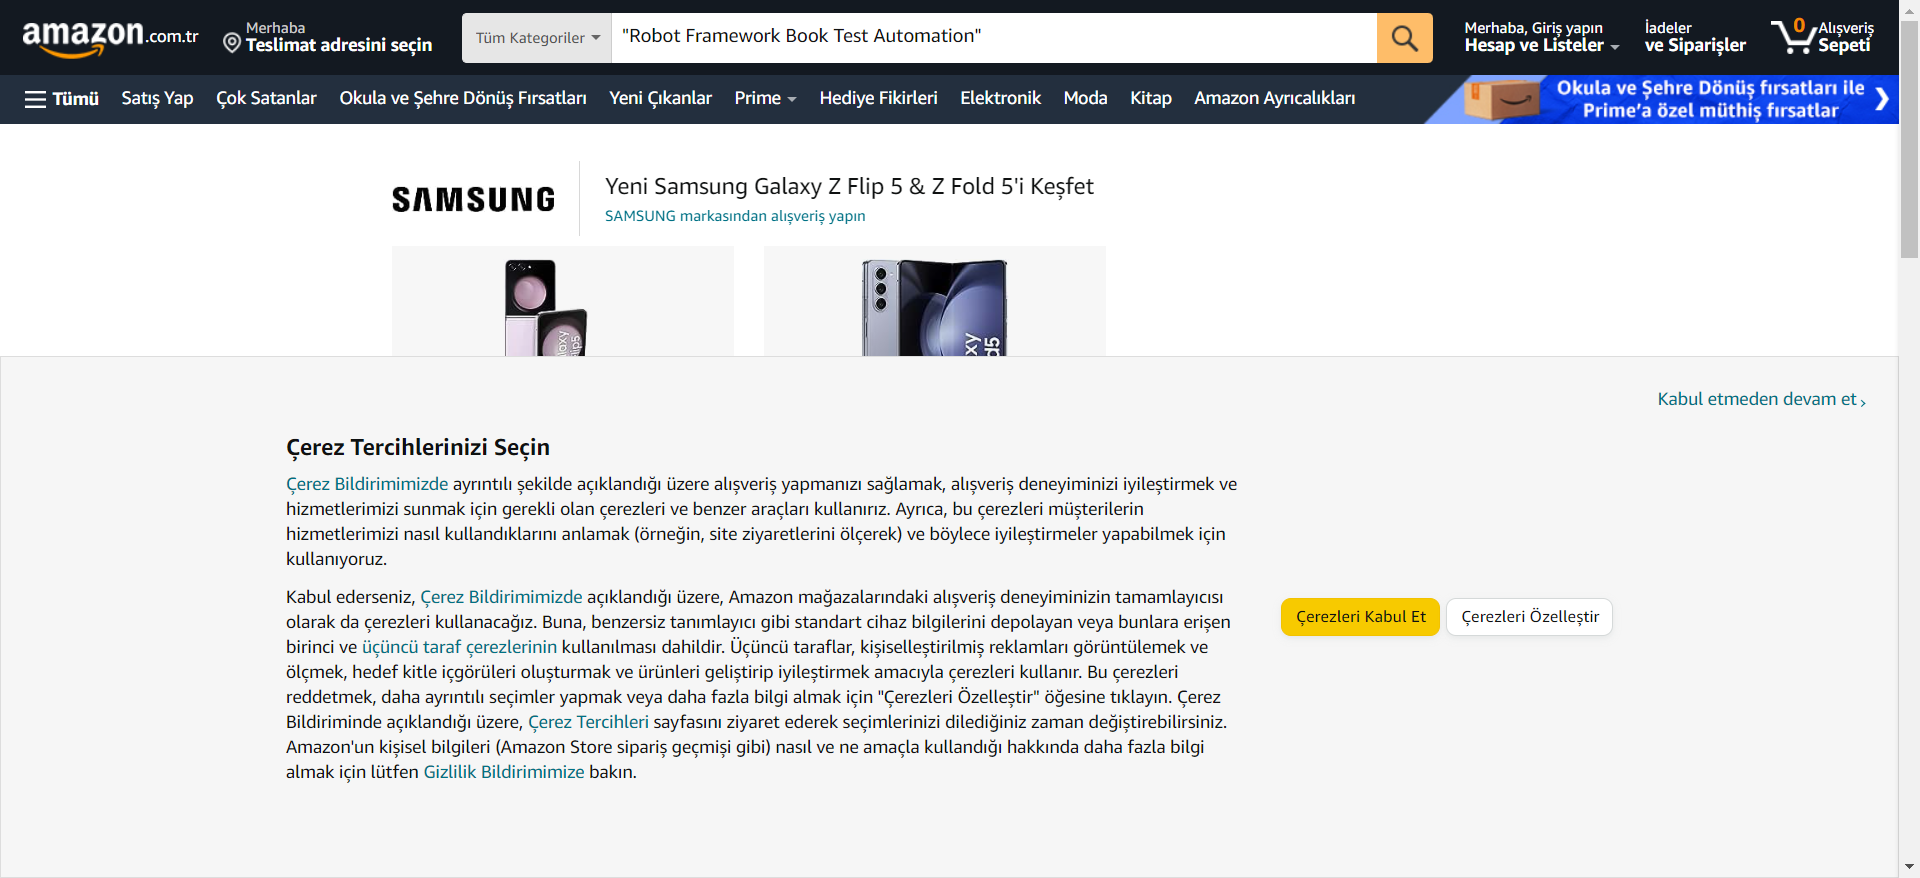 amazon.com.tr
Merhaba
Teslimat adresini seçin
Tüm Kategoriler
"Robot Framework Book Test Automation"
Merhaba, Giriş yapın
Hesap ve Listeler
İadeler
ve Siparişler
0
Alışveriş
Sepeti
Tümü
Satış Yap
Çok Satanlar
Okula ve Şehre Dönüş Fırsatları
Yeni Çıkanlar
Prime
Hediye Fikirleri
Elektronik
Moda
Kitap
Amazon Ayrıcalıkları
Okula ve Şehre Dönüş fırsatları ile
Prime’a özel müthiş fırsatlar
SAMSUNG
Yeni Samsung Galaxy Z Flip 5 & Z Fold 5'i Keşfet
SAMSUNG markasından alışveriş yapın
Kabul etmeden devam et
Çerez Tercihlerinizi Seçin
Çerez Bildirimimizde ayrıntılı şekilde açıklandığı üzere alışveriş yapmanızı sağlamak, alışveriş deneyiminizi iyileştirmek ve
hizmetlerimizi sunmak için gerekli olan çerezleri ve benzer araçları kullanırız. Ayrıca, bu çerezleri müşterilerin
hizmetlerimizi nasıl kullandıklarını anlamak (örneğin, site ziyaretlerini ölçerek) ve böylece iyileştirmeler yapabilmek için
kullanıyoruz.
Kabul ederseniz, Çerez Bildirimimizde açıklandığı üzere, Amazon mağazalarındaki alışveriş deneyiminizin tamamlayıcısı
olarak da çerezleri kullanacağız. Buna, benzersiz tanımlayıcı gibi standart cihaz bilgilerini depolayan veya bunlara erişen
birinci ve üçüncü taraf çerezlerinin kullanılması dahildir. Üçüncü taraflar, kişiselleştirilmiş reklamları görüntülemek ve
ölçmek, hedef kitle içgörüleri oluşturmak ve ürünleri geliştirip iyileştirmek amacıyla çerezleri kullanır. Bu çerezleri
reddetmek, daha ayrıntılı seçimler yapmak veya daha fazla bilgi almak için "Çerezleri Özelleştir" öğesine tıklayın. Çerez
Bildiriminde açıklandığı üzere, Çerez Tercihleri sayfasını ziyaret ederek seçimlerinizi dilediğiniz zaman değiştirebilirsiniz.
Amazon'un kişisel bilgileri (Amazon Store sipariş geçmişi gibi) nasıl ve ne amaçla kullandığı hakkında daha fazla bilgi
almak için lütfen Gizlilik Bildirimimize bakın.
Çerezleri Kabul Et
Çerezleri Özelleştir